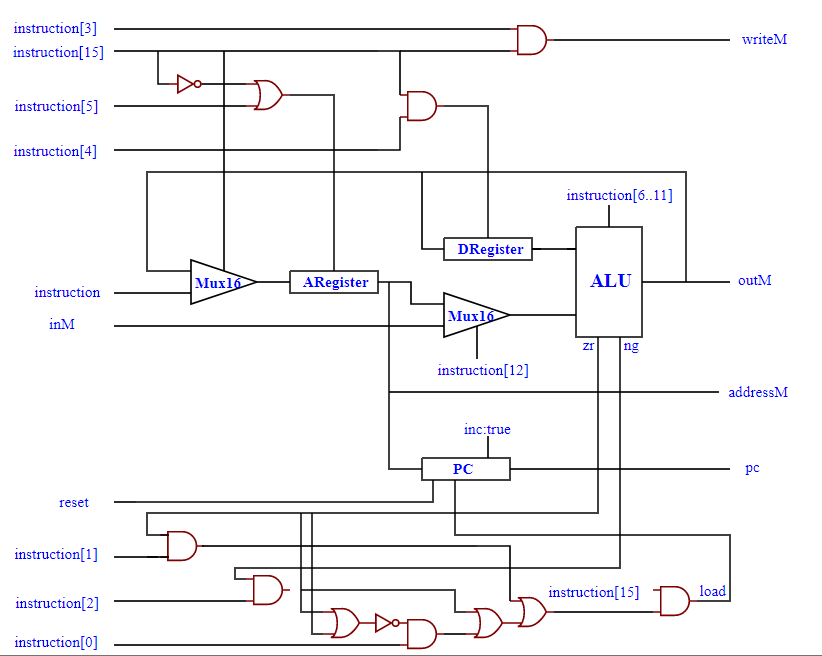 instruction[3]
writeM
instruction[15]
instruction[5]
instruction[4]
instruction[6..11]
DRegister
ALU
Mux16
ARegister
outM
instruction
inM
Mux16
zr
ng
instruction[12]
addressM
inc:true
PC
pc
reset
instruction[1]
instruction[15]
load
instruction[2]
instruction[0]